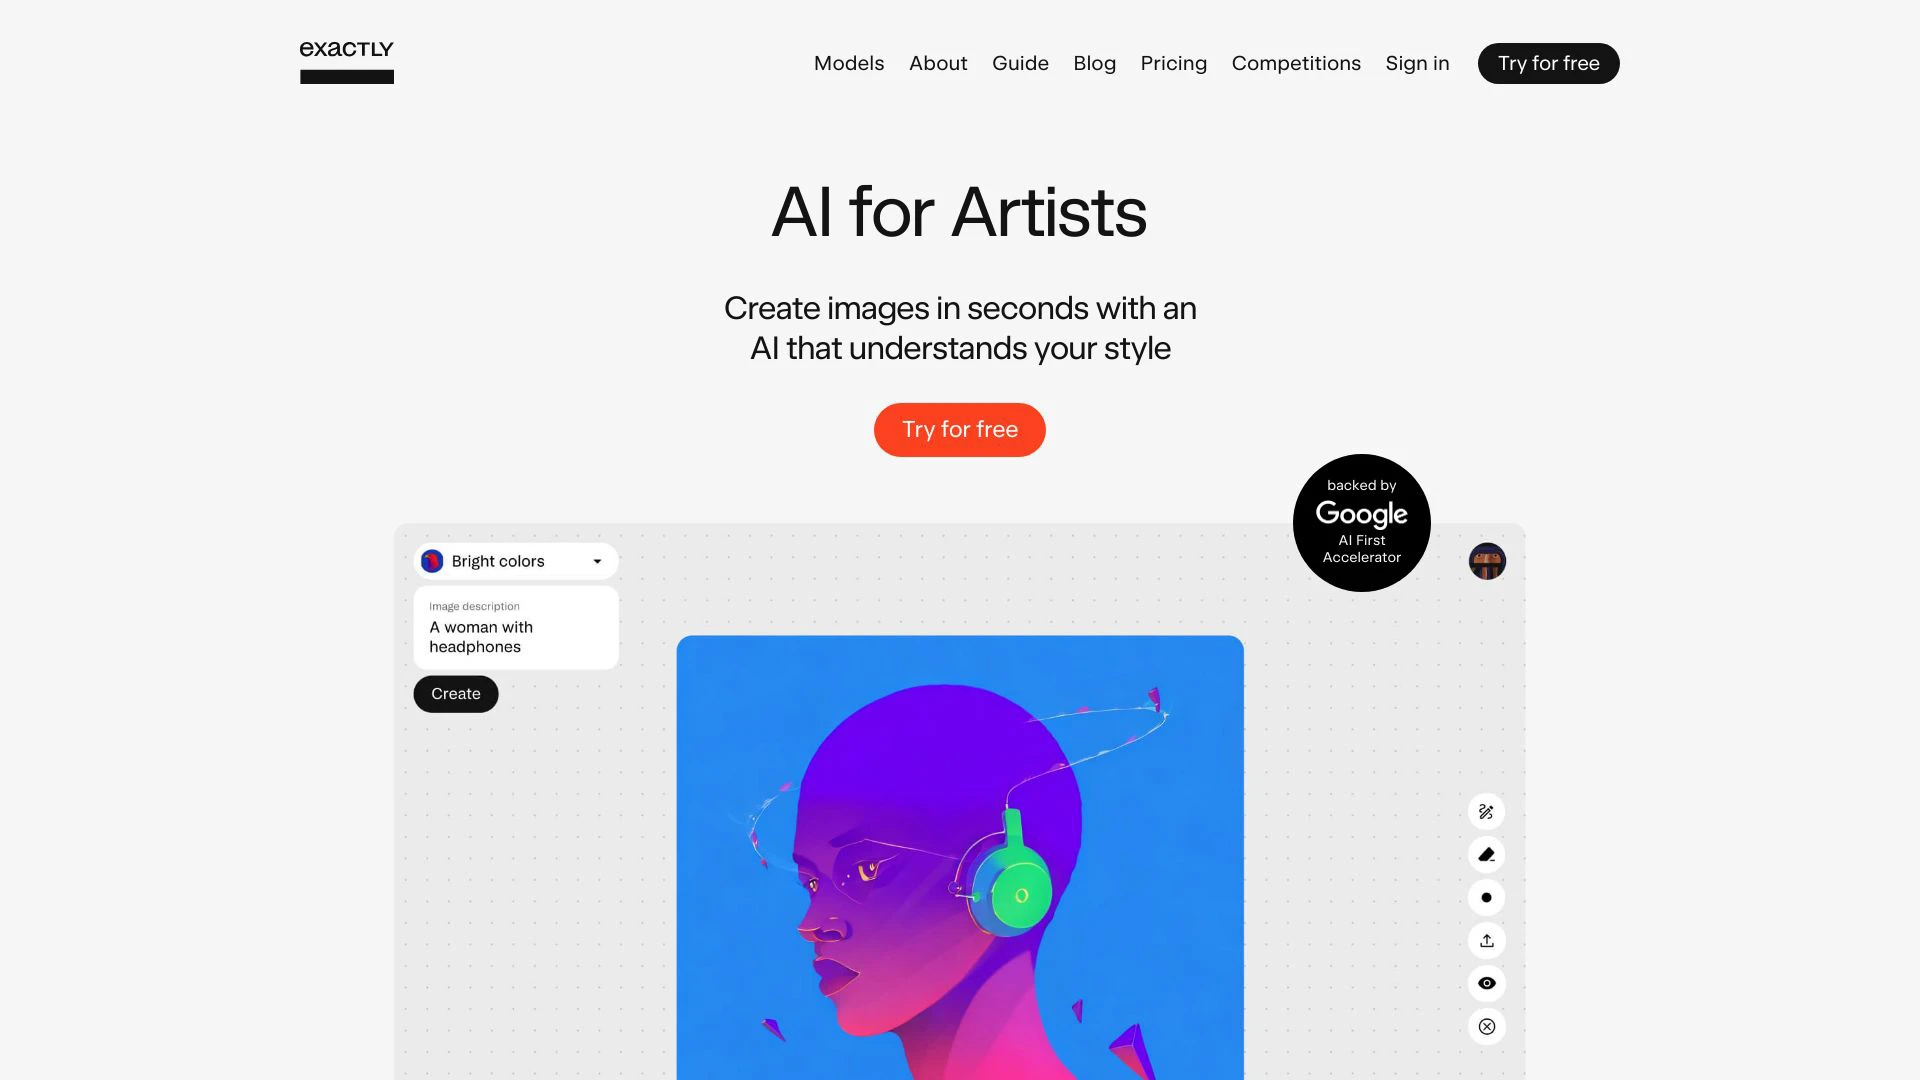 exactly
Models
About
Guide
Blog
Pricing
Competitions
Sign in
Try for free
AI for Artists
Create images in seconds with an
AI that understands your style
Try for free
backed by
Google
AI First
Accelerator
Bright colors
Image description
A woman with
headphones
Create